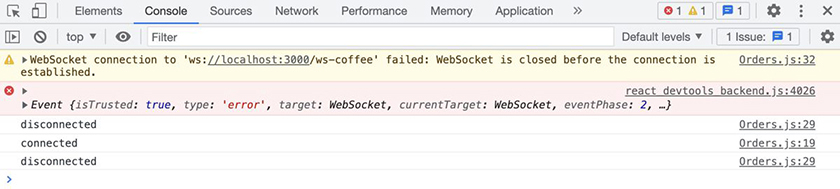 Elements Console Sources Network Performance Memory Application » 1 1 1
top Filter Default levels 1 Issue: 1
WebSocket connection to 'ws://localhost:3000/ws-coffee' failed: WebSocket is closed before the connection is Orders.js:32
established.
react_devtools_backend.js:4026
Event {isTrusted: true, type: 'error', target: WebSocket, currentTarget: WebSocket, eventPhase: 2, …}
disconnected Orders.js:29
connected Orders.js:19
disconnected Orders.js:29